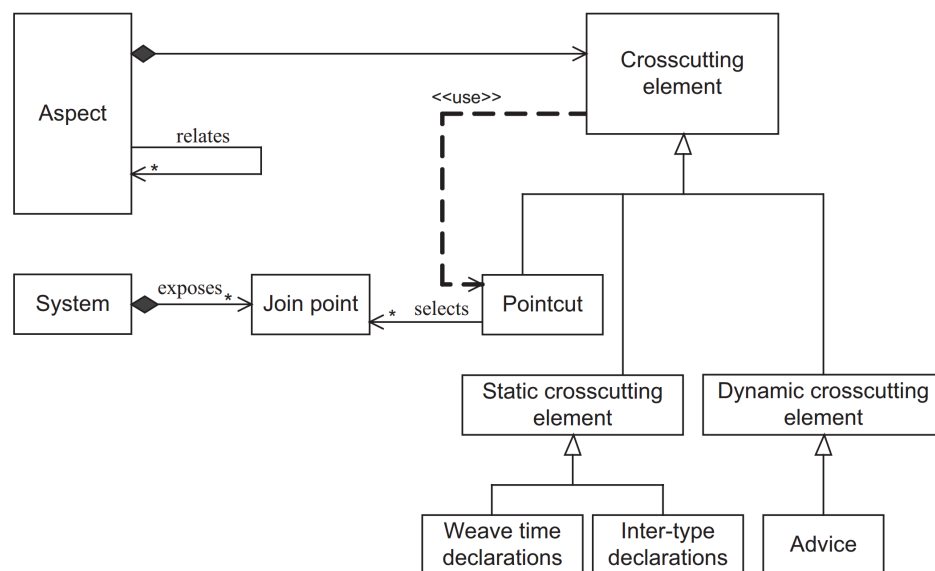 Crosscutting
element
<<use>>
Aspect
relates
*
System
exposes
*
Join point
*
selects
Pointcut
Static crosscutting
element
Dynamic crosscutting
element
Weave time
declarations
Inter-type
declarations
Advice